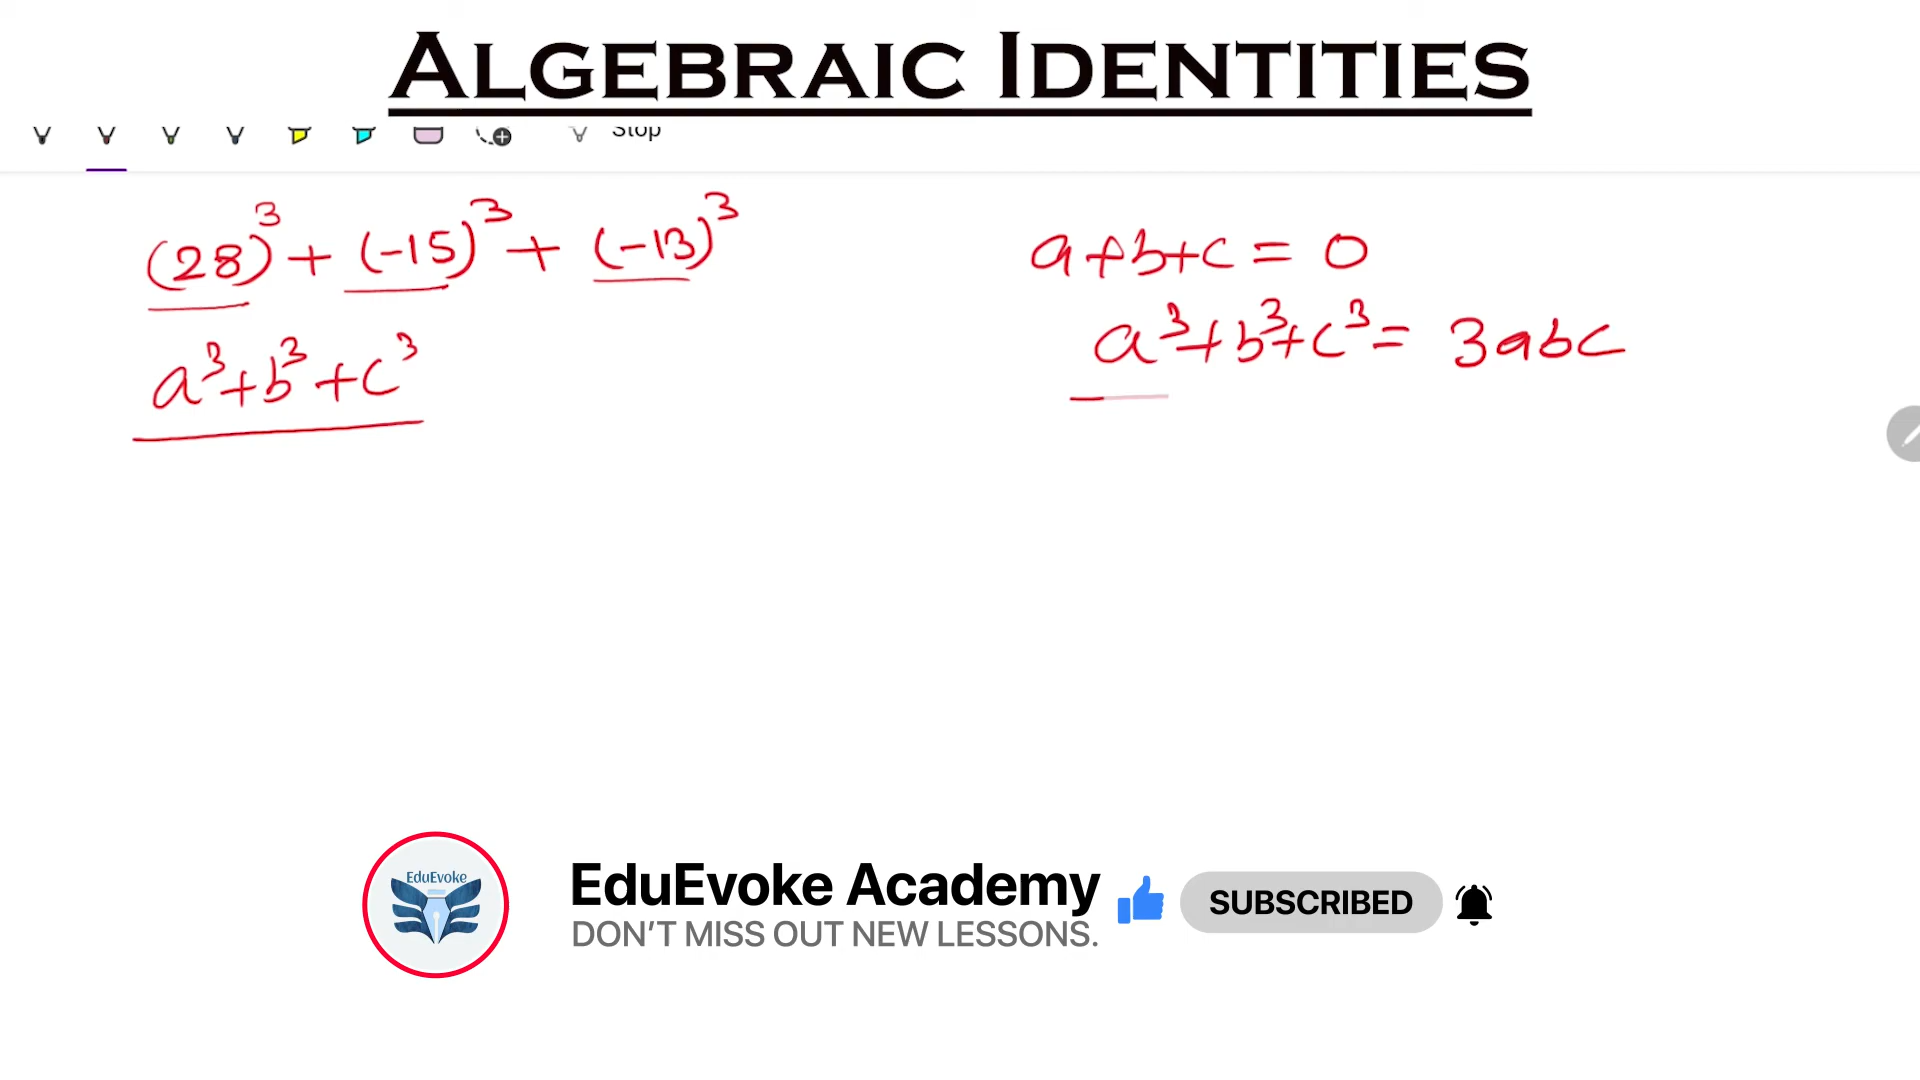 ALGEBRAIC IDENTITIES
Stop
(28)³ + (-15)³ + (-13)³
a³+b³+c³
a+b+c = 0
a³+b³+c³ = 3abc
EduEvoke
EduEvoke Academy
DON'T MISS OUT NEW LESSONS.
SUBSCRIBED